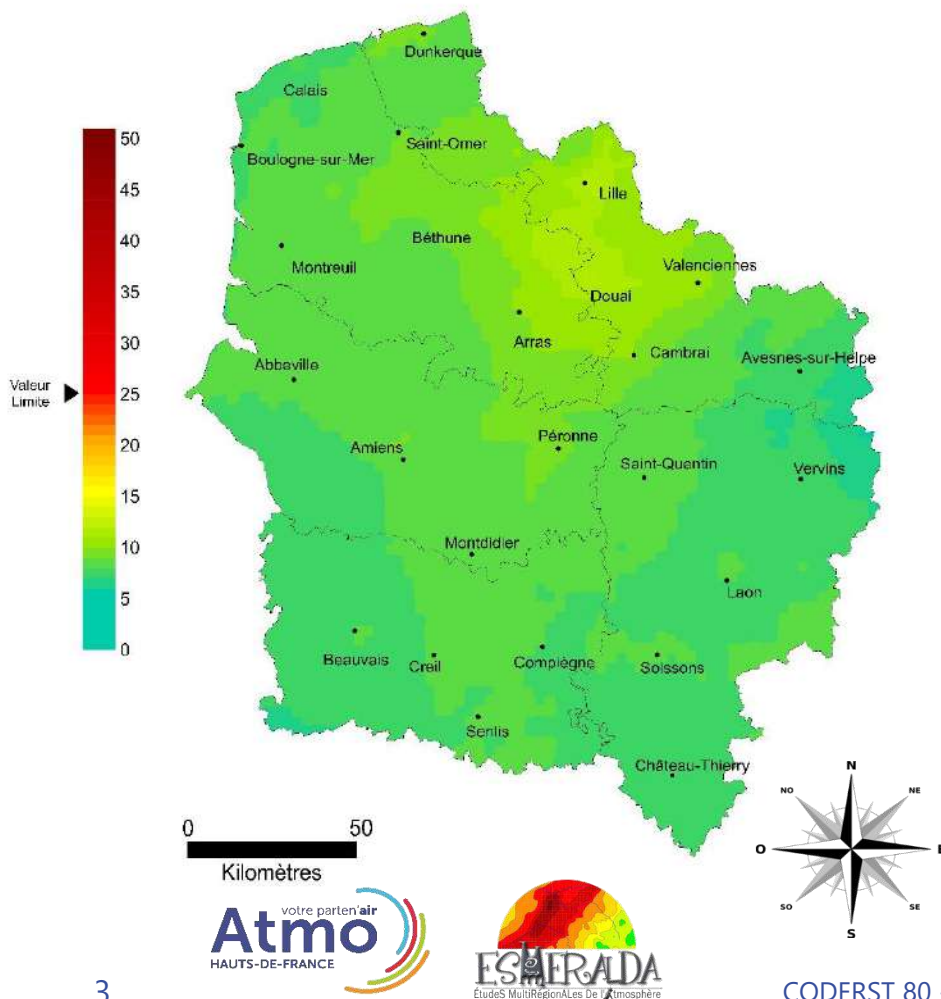 Dunkerque
Calais
50
45
40
35
30
25
20
15
10
5
0
Valeur
Limite
Saint-Omer
Boulogne-sur-Mer
Lille
Béthune
Montreuil
Valenciennes
Douai
Arras
Cambrai
Avesnes-sur-Helpe
Abbeville
Péronne
Amiens
Saint-Quentin
Vervins
Montdidier
Laon
Beauvais
Creil
Compiègne
Soissons
Senlis
Château-Thierry
N
NO
NE
O
E
SO
SE
S
0 50
Kilomètres
votre parten'air
Atmo
HAUTS-DE-FRANCE
ESMERALDA
ÉtudeS MultiRégionALes De l'Atmosphère
3
CODERST 80